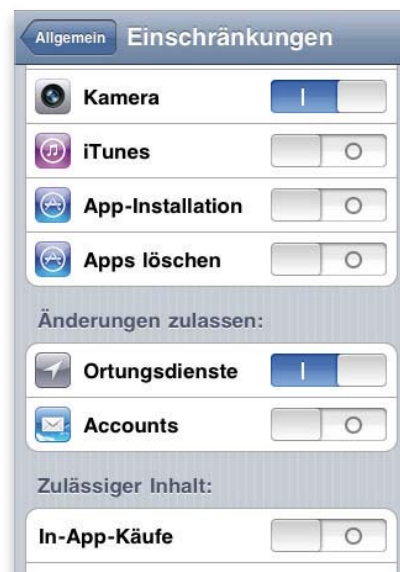 Allgemein Einschränkungen
Kamera
iTunes
App-Installation
Apps löschen
Änderungen zulassen:
Ortungsdienste
Accounts
Zulässiger Inhalt:
In-App-Käufe